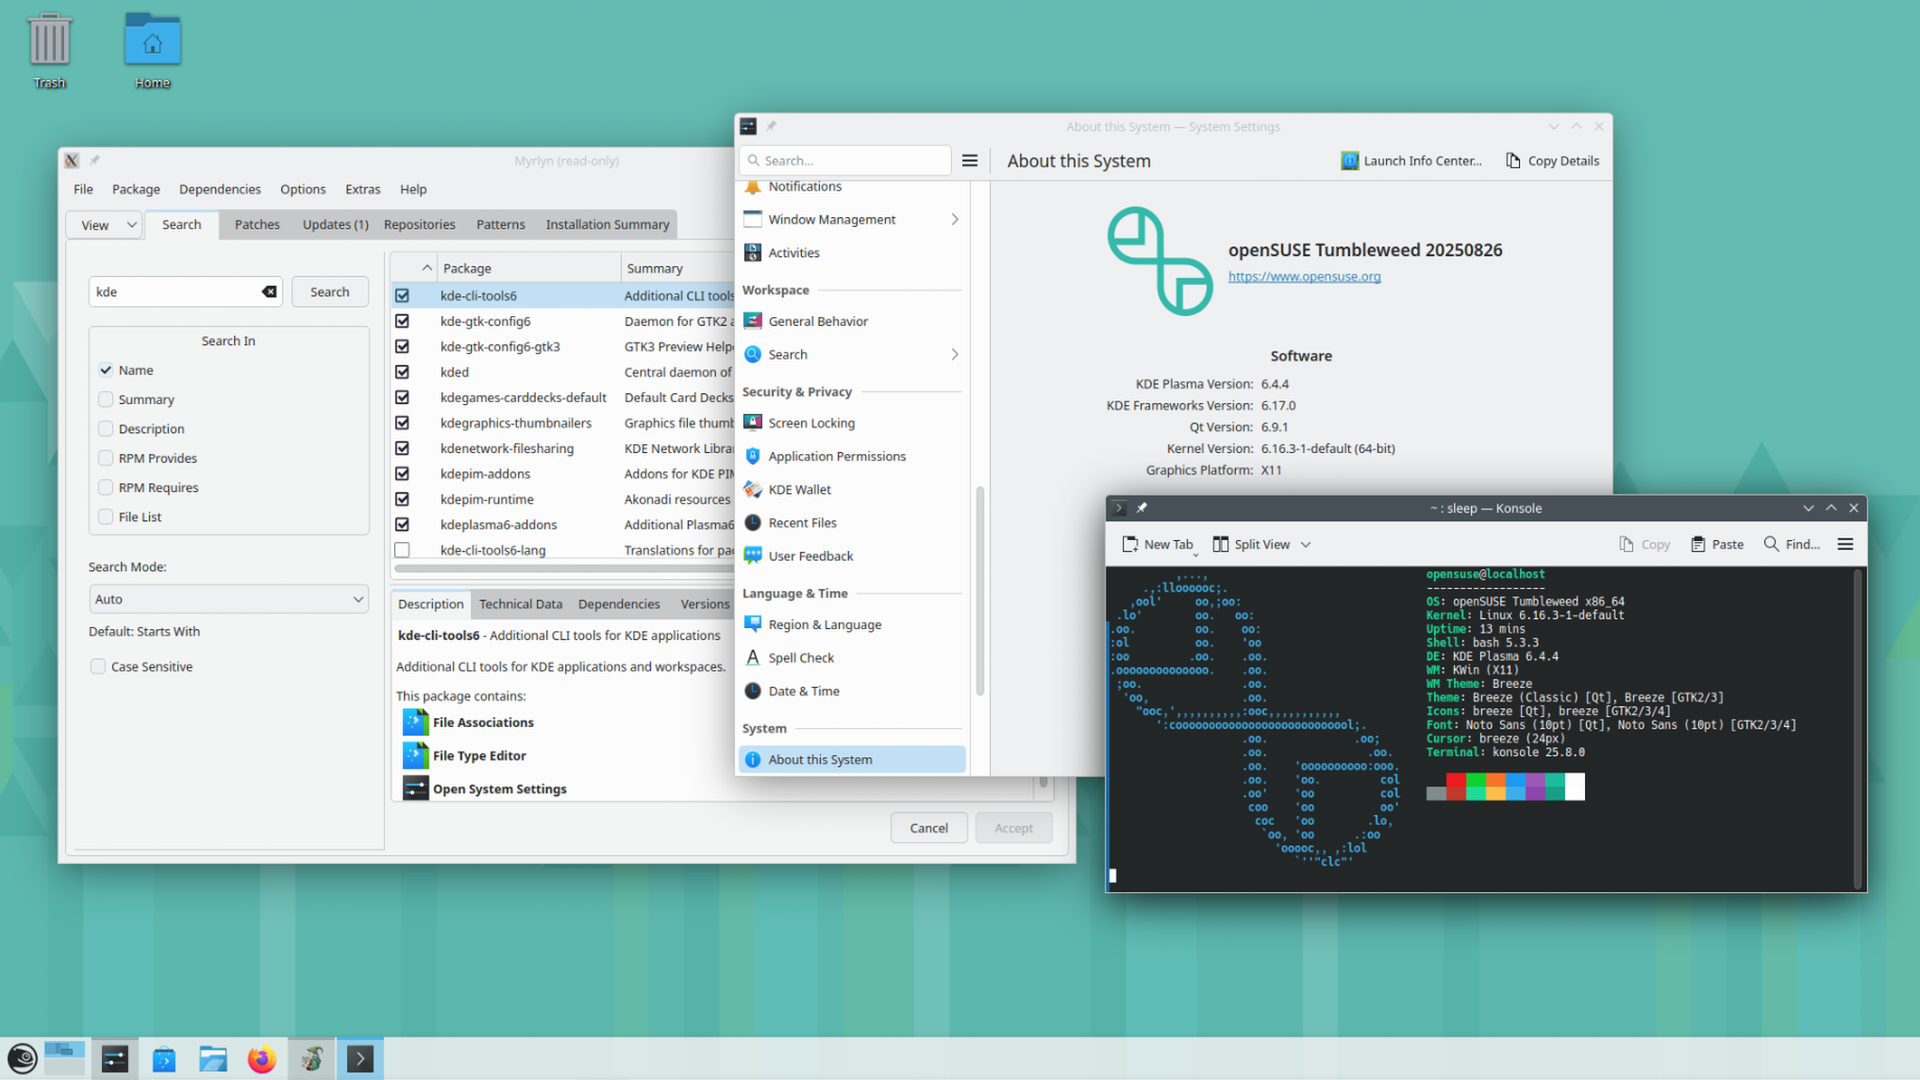 Trash
Home
Myrlyn (read-only)
File Package Dependencies Options Extras Help
View Search Patches Updates (1) Repositories Patterns Installation Summary
kde Search
Search In
Name
Summary
Description
RPM Provides
RPM Requires
File List
Search Mode:
Auto
Default: Starts With
Case Sensitive
Package Summary
kde-cli-tools6 Additional CLI tools
kde-gtk-config6 Daemon for GTK2
kde-gtk-config6-gtk3 GTK3 Preview
kded Central daemon of
kdegames-carddecks-default Default Card Decks
kdegraphics-thumbnailers Graphics file
kdenetwork-filesharing KDE Network
kdepim-addons Addons for KDE
kdepim-runtime Akonadi resources
kdeplasma6-addons Additional Plasma6
kde-cli-tools6-lang Translations for
Description Technical Data Dependencies Versions
kde-cli-tools6 - Additional CLI tools for KDE applications
Additional CLI tools for KDE applications and workspaces.
This package contains:
File Associations
File Type Editor
Open System Settings
Cancel Accept
About this System — System Settings
Search...
About this System
Launch Info Center...
Copy Details
Notifications
Window Management
Activities
Workspace
General Behavior
Search
Security & Privacy
Screen Locking
Application Permissions
KDE Wallet
Recent Files
User Feedback
Language & Time
Region & Language
Spell Check
Date & Time
System
About this System
openSUSE Tumbleweed 20250826
https://www.opensuse.org
Software
KDE Plasma Version: 6.4.4
KDE Frameworks Version: 6.17.0
Qt Version: 6.9.1
Kernel Version: 6.16.3-1-default (64-bit)
Graphics Platform: X11
~ : sleep — Konsole
New Tab Split View Copy Paste Find...
opensuse@localhost
------------------
OS: openSUSE Tumbleweed x86_64
Kernel: Linux 6.16.3-1-default
Uptime: 13 mins
Shell: bash 5.3.3
DE: KDE Plasma 6.4.4
WM: KWin (X11)
WM Theme: Breeze
Theme: Breeze (Classic) [Qt], Breeze [GTK2/3]
Icons: breeze [Qt], breeze [GTK2/3/4]
Font: Noto Sans (10pt) [Qt], Noto Sans (10pt) [GTK2/3/4]
Cursor: breeze (24px)
Terminal: konsole 25.8.0